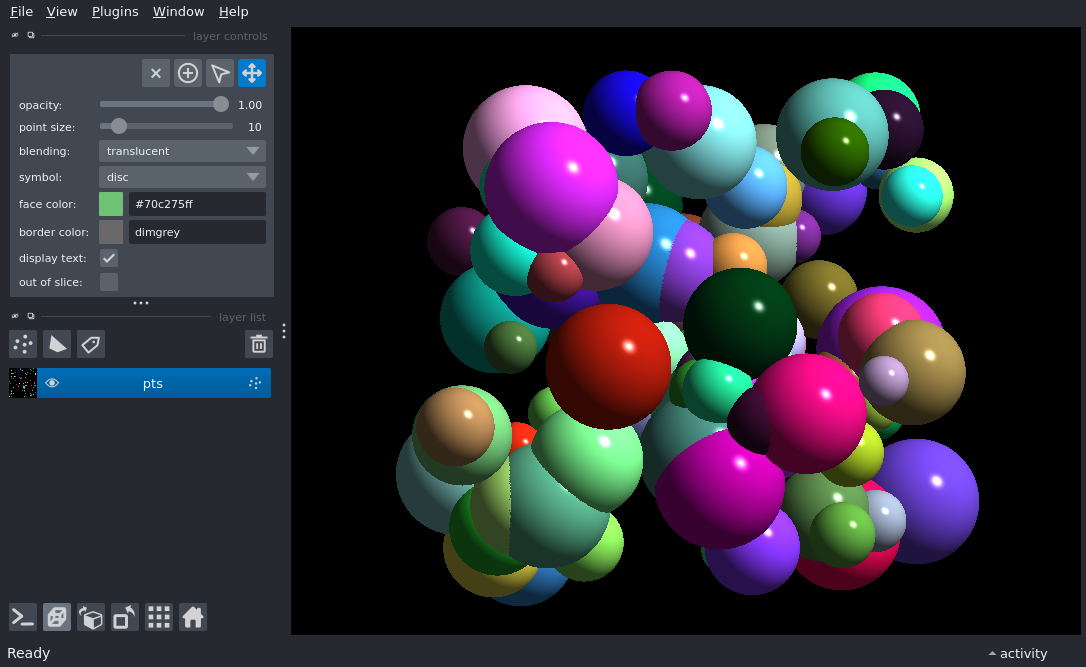 File View Plugins Window Help
layer controls
opacity: 1.00
point size: 10
blending: translucent
symbol: disc
face color: #70c275ff
border color: dimgrey
display text:
out of slice:
layer list
pts
Ready
activity